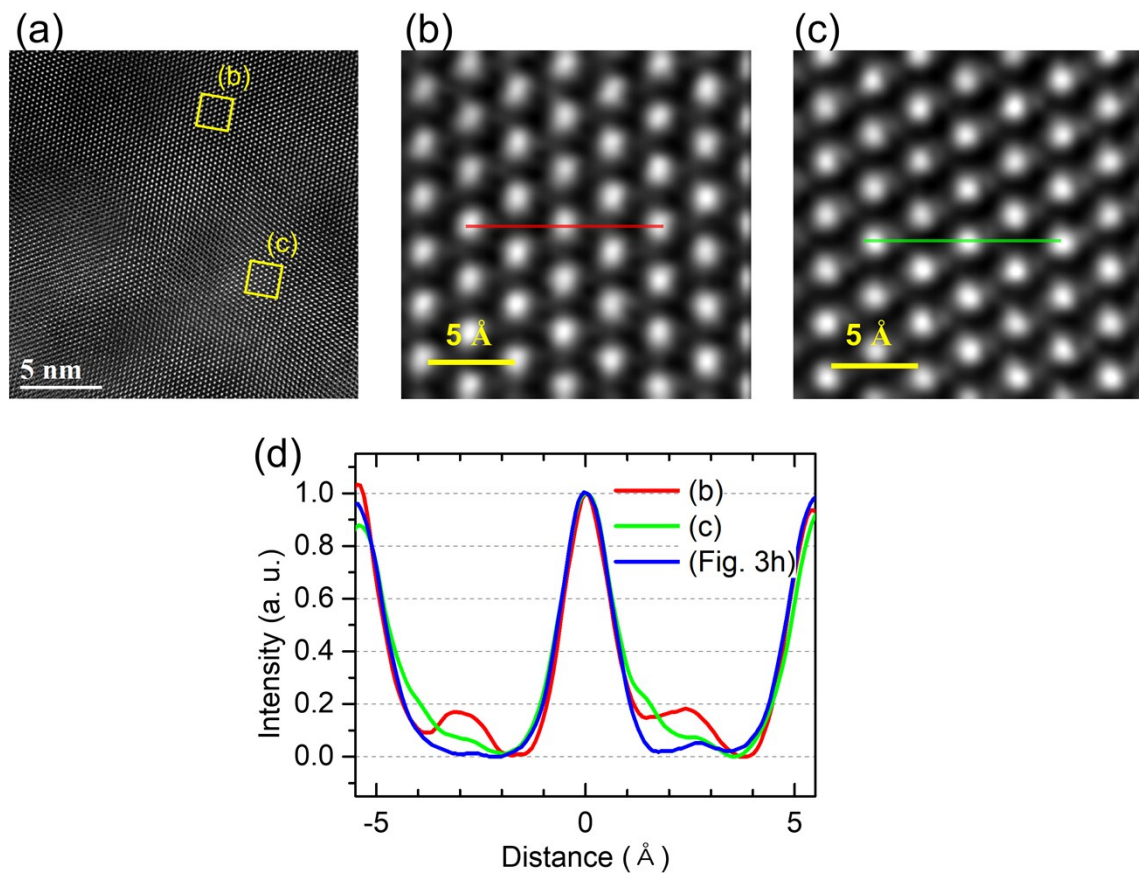 (a)
(b)
(c)
(b)
(c)
5 nm
5 Å
5 Å
(d)
Intensity (a. u.)
1.0
0.8
0.6
0.4
0.2
0.0
(b)
(c)
(Fig. 3h)
-5
0
5
Distance (Å)